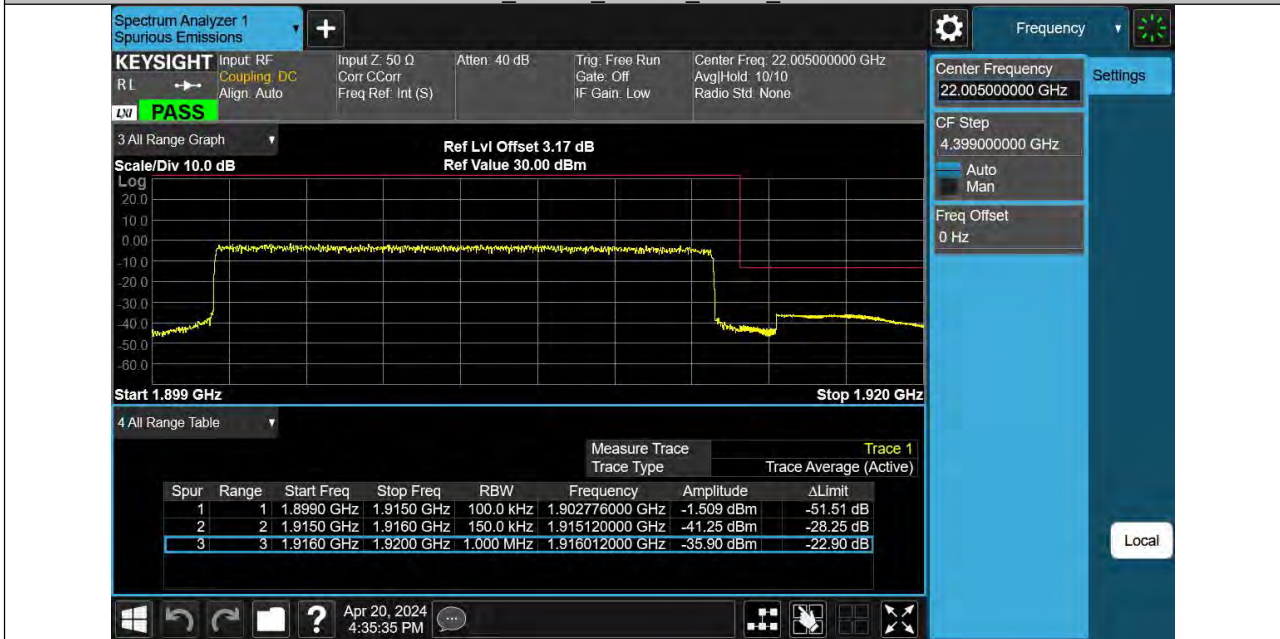 Spectrum Analyzer 1
Spurious Emissions
Frequency
KEYSIGHT
RL
LXI PASS
Input: RF
Coupling: DC
Align: Auto
Input Z: 50 Ω
Corr CCorr
Freq Ref: Int (S)
Atten: 40 dB
Trig: Free Run
Gate: Off
IF Gain: Low
Center Freq: 22.005000000 GHz
Avg|Hold: 10/10
Radio Std: None
Center Frequency
22.005000000 GHz
Settings
CF Step
4.399000000 GHz
Auto
Man
Freq Offset
0 Hz
3 All Range Graph
Ref Lvl Offset 3.17 dB
Scale/Div 10.0 dB
Ref Value 30.00 dBm
Log
20.0
10.0
0.00
-10.0
-20.0
-30.0
-40.0
-50.0
-60.0
Start 1.899 GHz
Stop 1.920 GHz
4 All Range Table
Measure Trace Trace 1
Trace Type Trace Average (Active)
Spur Range Start Freq Stop Freq RBW Frequency Amplitude ΔLimit
1 1 1.8990 GHz 1.9150 GHz 100.0 kHz 1.902776000 GHz -1.509 dBm -51.51 dB
2 2 1.9150 GHz 1.9160 GHz 150.0 kHz 1.915120000 GHz -41.25 dBm -28.25 dB
3 3 1.9160 GHz 1.9200 GHz 1.000 MHz 1.916012000 GHz -35.90 dBm -22.90 dB
Local
Apr 20, 2024
4:35:35 PM